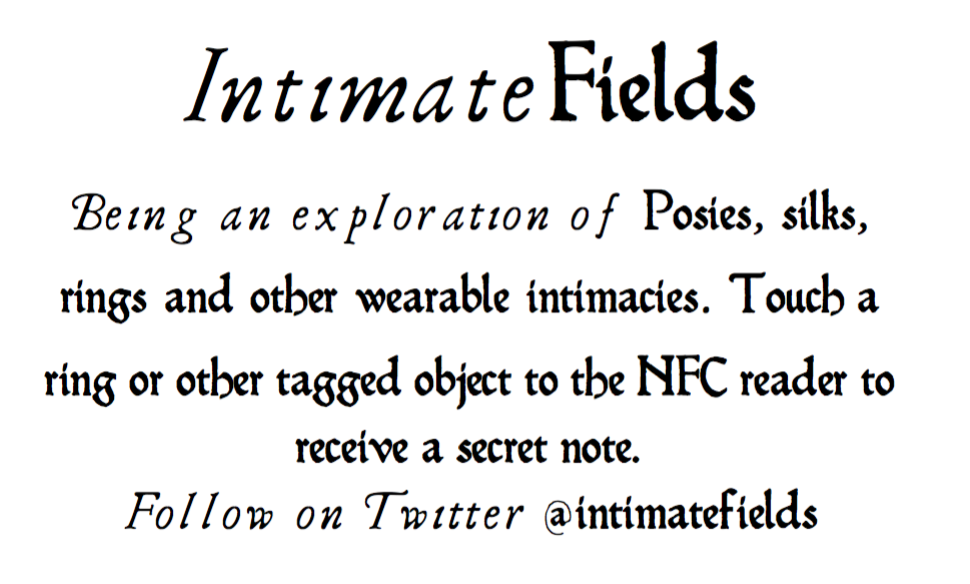 Intimate Fields
Being an exploration of Posies, silks,
rings and other wearable intimacies. Touch a
ring or other tagged object to the NFC reader to
receive a secret note.
Follow on Twitter @intimatefields